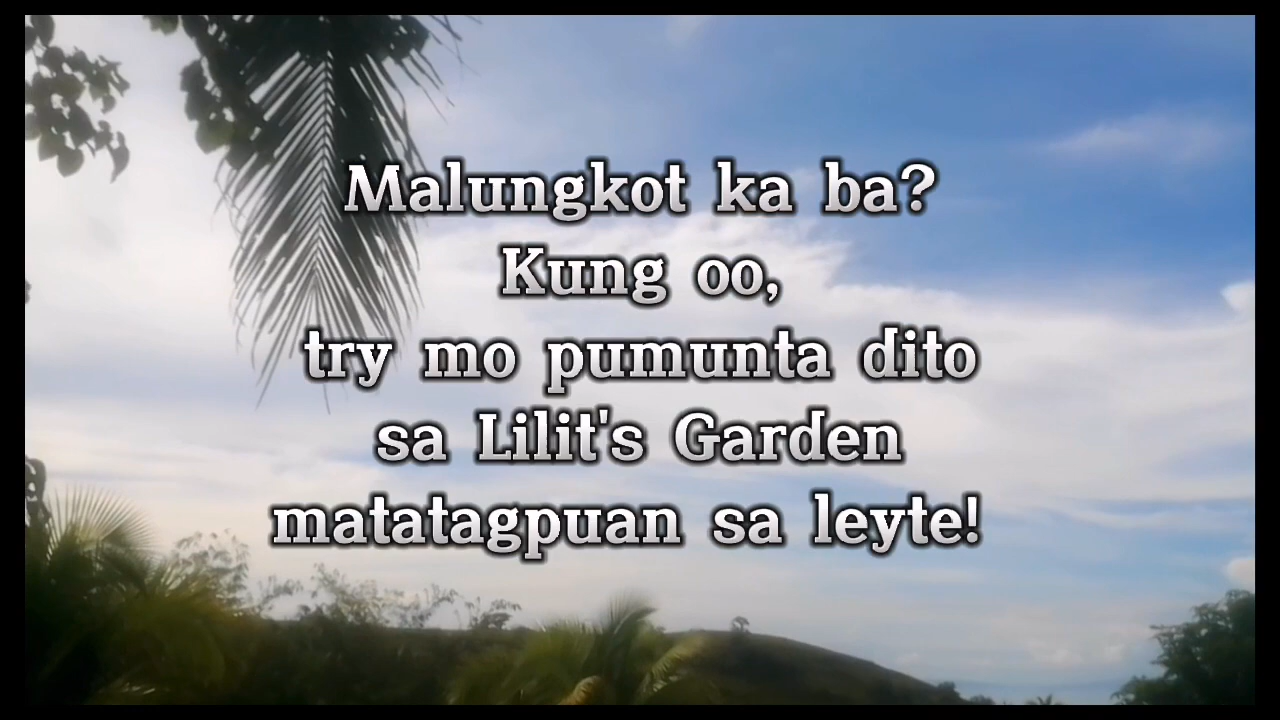 Malungkot ka ba?
Kung oo,
try mo pumunta dito
sa Lilit's Garden
matatagpuan sa leyte!